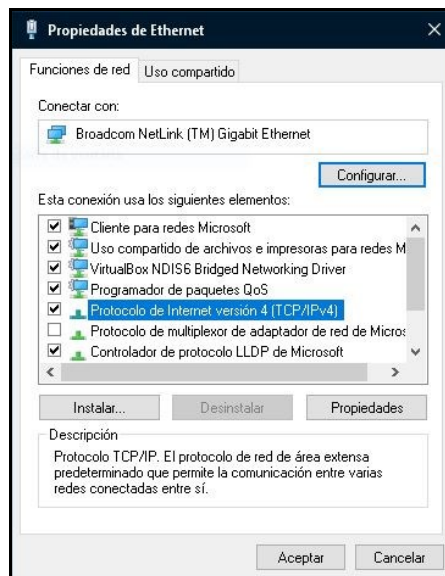 Propiedades de Ethernet
Funciones de red
Uso compartido
Conectar con:
Broadcom NetLink (TM) Gigabit Ethernet
Configurar...
Esta conexión usa los siguientes elementos:
Cliente para redes Microsoft
Uso compartido de archivos e impresoras para redes M
VirtualBox NDIS6 Bridged Networking Driver
Programador de paquetes QoS
Protocolo de Internet versión 4 (TCP/IPv4)
Protocolo de multiplexor de adaptador de red de Micros
Controlador de protocolo LLDP de Microsoft
Instalar...
Desinstalar
Propiedades
Descripción
Protocolo TCP/IP. El protocolo de red de área extensa
predeterminado que permite la comunicación entre varias
redes conectadas entre sí.
Aceptar
Cancelar